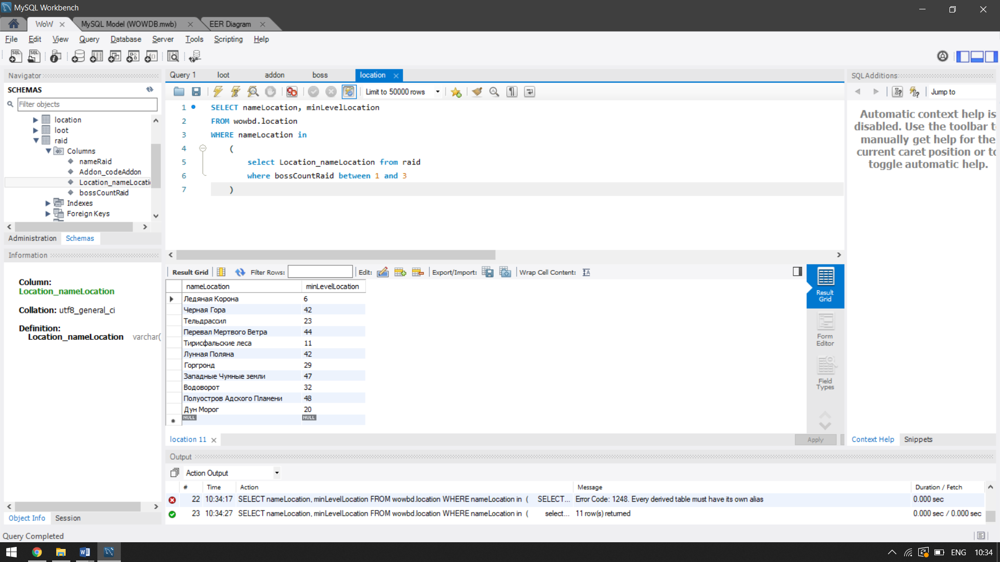 MySQL Workbench
WoW
MySQL Model (WOWDB.mwb)
EER Diagram
File Edit View Query Database Server Tools Scripting Help
Navigator
SCHEMAS
Filter objects
location
loot
raid
Columns
nameRaid
Addon_codeAddon
Location_nameLocati
bossCountRaid
Indexes
Foreign Keys
Administration Schemas
Information
Column:
Location_nameLocation
Collation: utf8_general_ci
Definition:
Location_nameLocation varchar(
Object Info Session
Query Completed
Query 1 loot addon boss location
Limit to 50000 rows
1 SELECT nameLocation, minLevelLocation
2 FROM wowbd.location
3 WHERE nameLocation in
4 (
5 select Location_nameLocation from raid
6 where bossCountRaid between 1 and 3
7 )
Result Grid Filter Rows: Edit: Export/Import: Wrap Cell Content:
nameLocation minLevelLocation
Ледяная Корона 6
Черная Гора 42
Тельдрассил 23
Перевал Мертвого Ветра 44
Тирисфальские леса 11
Лунная Поляна 42
Горгронд 29
Западные Чумные земли 47
Водоворот 32
Полуостров Адского Пламени 48
Дун Морог 20
NULL NULL
Result Grid
Form Editor
Field Types
location 11
Apply
SQLAdditions
Jump to
Automatic context help is
disabled. Use the toolbar t
manually get help for the
current caret position or to
toggle automatic help.
Context Help Snippets
Output
Action Output
# Time Action Message Duration / Fetch
22 10:34:17 SELECT nameLocation, minLevelLocation FROM wowbd.location WHERE nameLocation in ( SELECT... Error Code: 1248. Every derived table must have its own alias 0.000 sec
23 10:34:27 SELECT nameLocation, minLevelLocation FROM wowbd.location WHERE nameLocation in ( select... 11 row(s) returned 0.000 sec / 0.000 sec
ENG 10:34